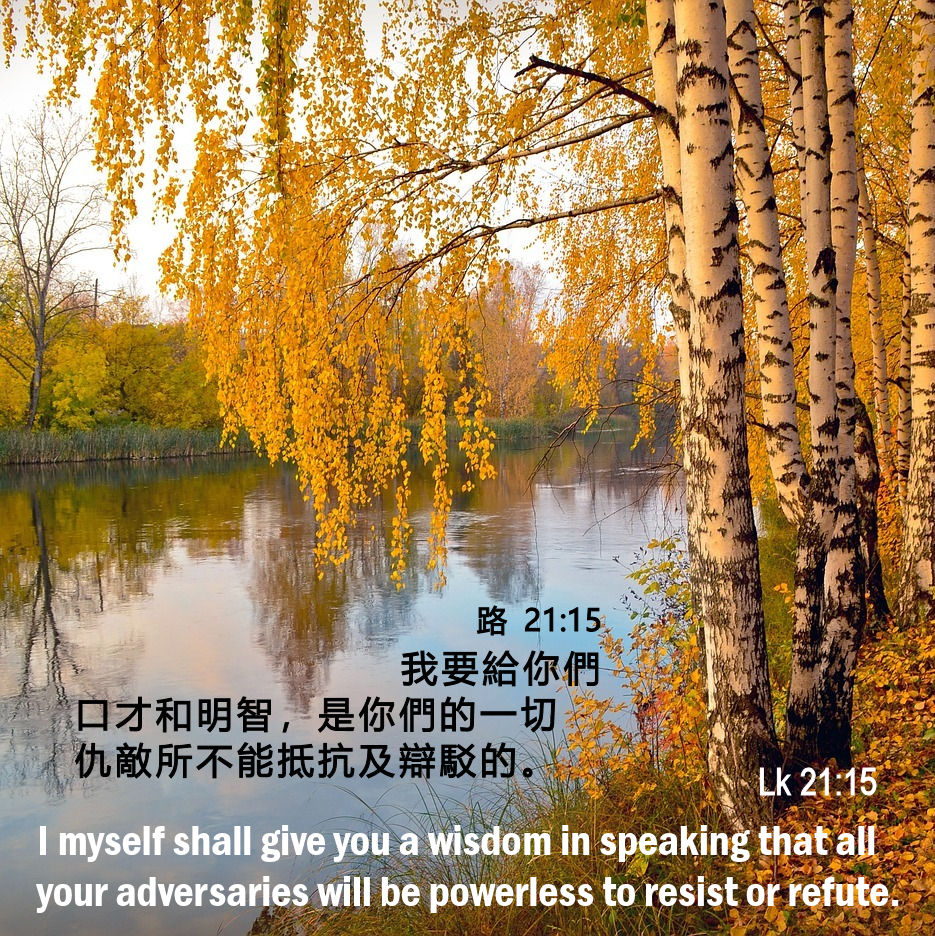 路 21:15
我要給你們
口才和明智，是你們的一切
仇敵所不能抵抗及辯駁的。
Lk 21:15
I myself shall give you a wisdom in speaking that all
your adversaries will be powerless to resist or refute.